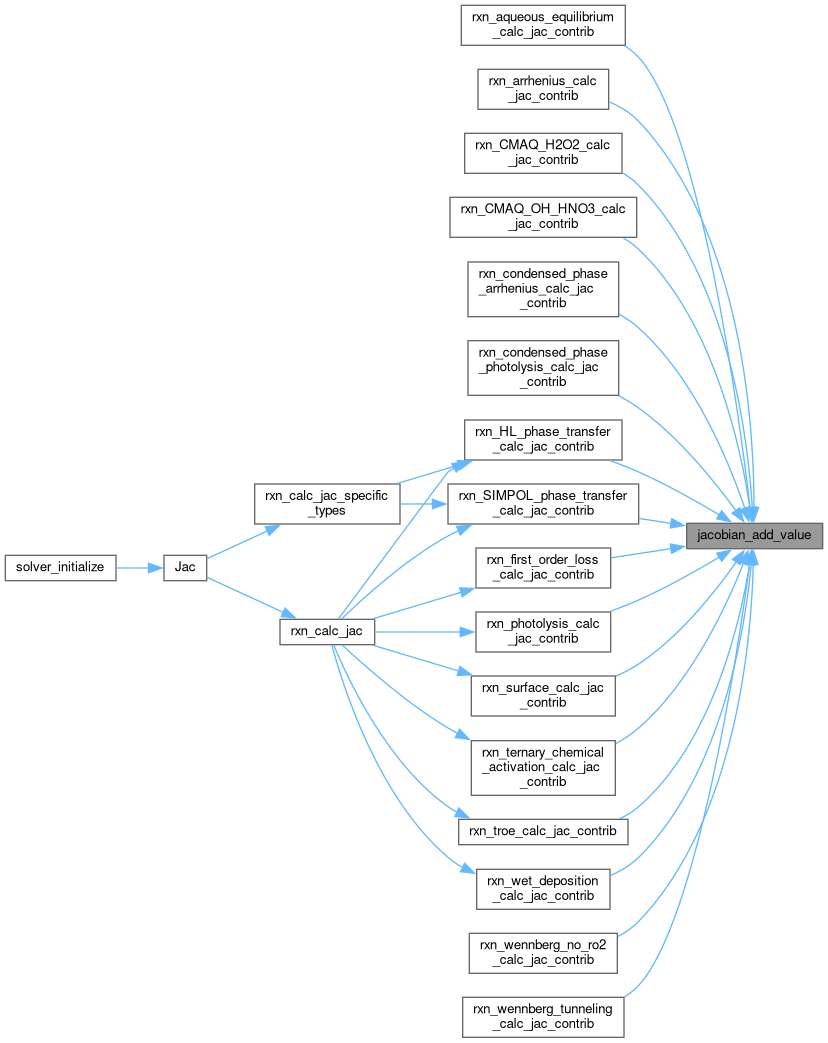 rxn_aqueous_equilibrium
_calc_jac_contrib
rxn_arrhenius_calc
_jac_contrib
rxn_CMAQ_H2O2_calc
_jac_contrib
rxn_CMAQ_OH_HNO3_calc
_jac_contrib
rxn_condensed_phase
_arrhenius_calc_jac
_contrib
rxn_condensed_phase
_photolysis_calc_jac
_contrib
rxn_HL_phase_transfer
_calc_jac_contrib
rxn_calc_jac_specific
_types
rxn_SIMPOL_phase_transfer
_calc_jac_contrib
jacobian_add_value
solver_initialize
Jac
rxn_first_order_loss
_calc_jac_contrib
rxn_calc_jac
rxn_photolysis_calc
_jac_contrib
rxn_surface_calc_jac
_contrib
rxn_ternary_chemical
_activation_calc_jac
_contrib
rxn_troe_calc_jac_contrib
rxn_wet_deposition
_calc_jac_contrib
rxn_wennberg_no_ro2
_calc_jac_contrib
rxn_wennberg_tunneling
_calc_jac_contrib